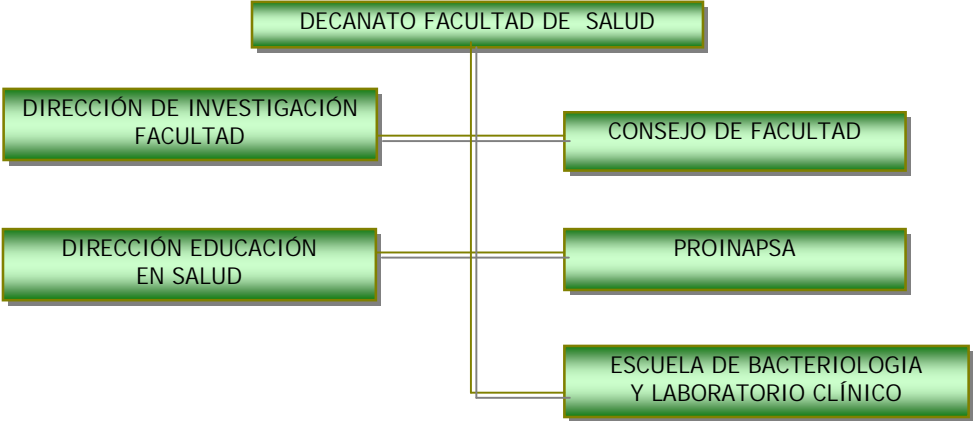 DECANATO FACULTAD DE SALUD
DIRECCIÓN DE INVESTIGACIÓN
FACULTAD
CONSEJO DE FACULTAD
DIRECCIÓN EDUCACIÓN
EN SALUD
PROINAPSA
ESCUELA DE BACTERIOLOGIA
Y LABORATORIO CLÍNICO